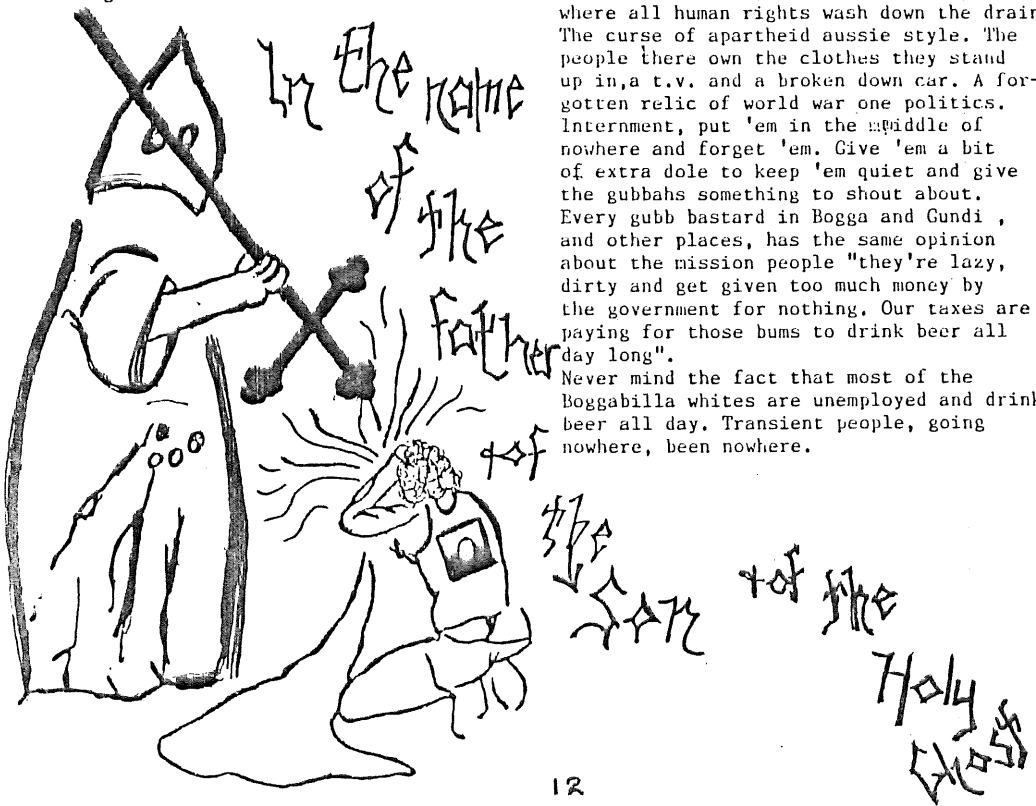 where all human rights wash down the drain
The curse of apartheid aussie style. The
people there own the clothes they stand
up in,a t.v. and a broken down car. A for-
gotten relic of world war one politics.
Internment, put 'em in the middle of
nowhere and forget 'em. Give 'em a bit
of extra dole to keep 'em quiet and give
the gubbahs something to shout about.
Every gubb bastard in Bogga and Gundi ,
and other places, has the same opinion
about the mission people "they're lazy,
dirty and get given too much money by
the government for nothing. Our taxes are
paying for those bums to drink beer all
day long".
Never mind the fact that most of the
Boggabilla whites are unemployed and drink
beer all day. Transient people, going
nowhere, been nowhere.
In the name
of
the
father
+of
the
Son
+of the
Holy
Ghost
12